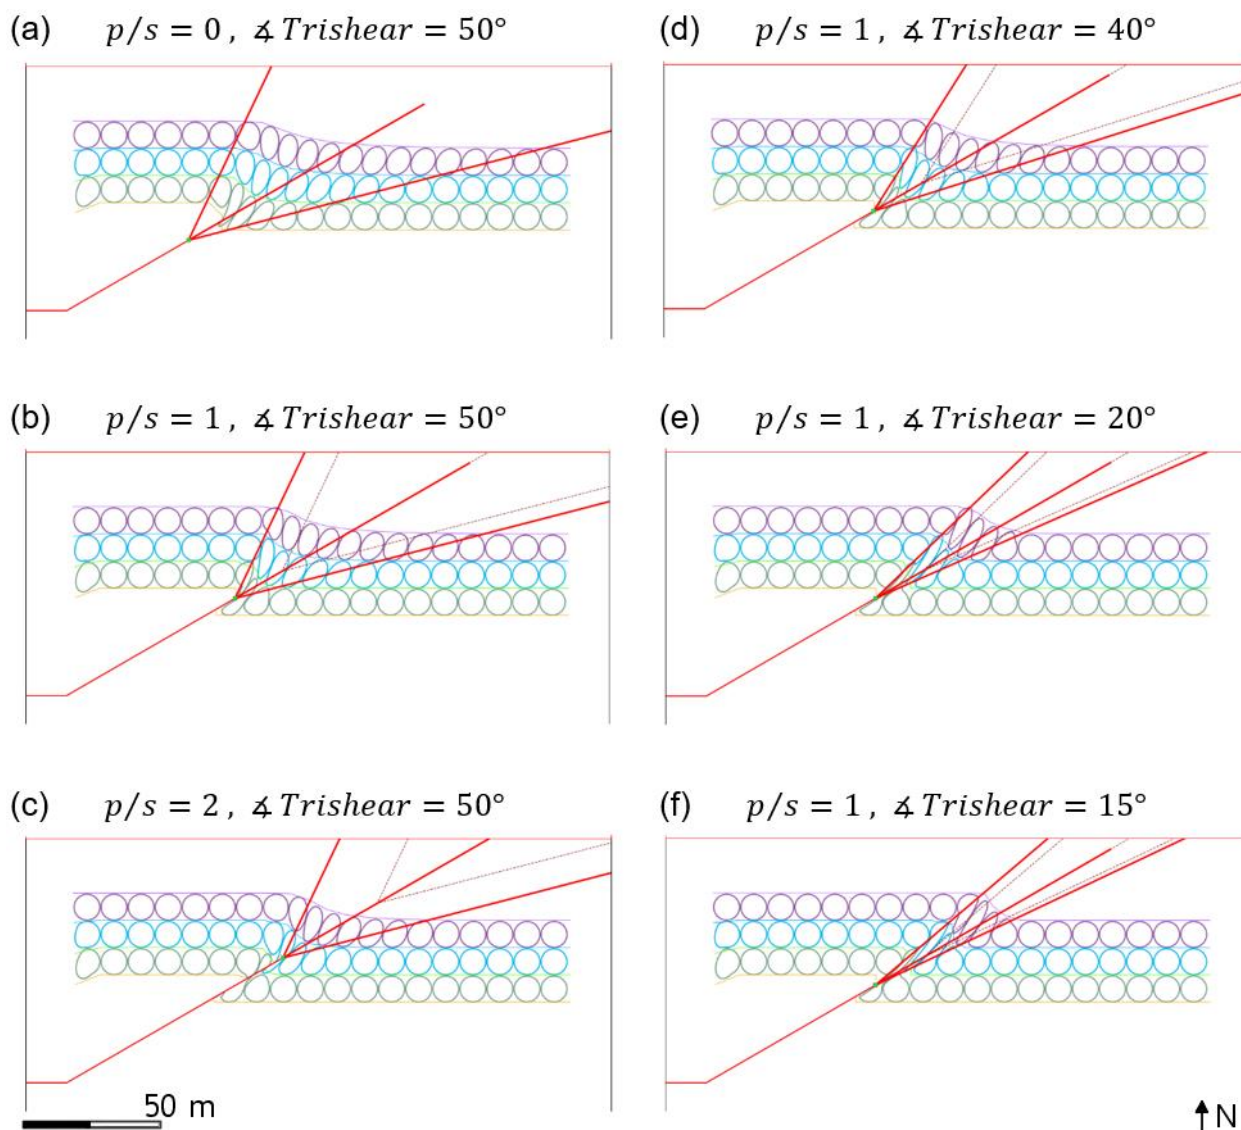 (a) p/s = 0 , ∡ Trishear = 50°
(d) p/s = 1 , ∡ Trishear = 40°
(b) p/s = 1 , ∡ Trishear = 50°
(e) p/s = 1 , ∡ Trishear = 20°
(c) p/s = 2 , ∡ Trishear = 50°
(f) p/s = 1 , ∡ Trishear = 15°
50 m
N